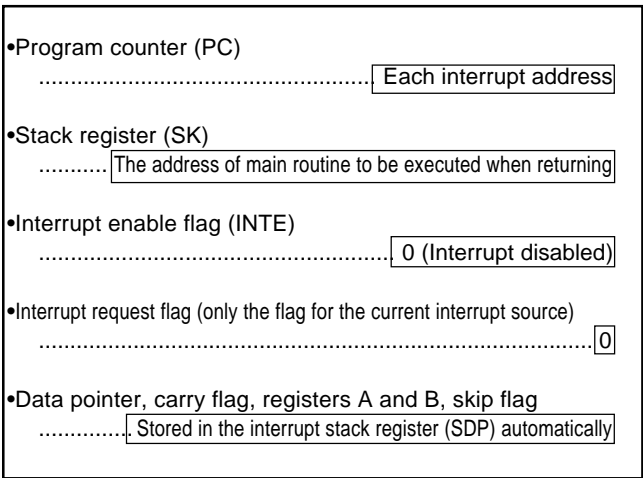 •Program counter (PC)
..................................................... Each interrupt address
•Stack register (SK)
........... The address of main routine to be executed when returning
•Interrupt enable flag (INTE)
........................................................ 0 (Interrupt disabled)
•Interrupt request flag (only the flag for the current interrupt source)
........................................................................................ 0
•Data pointer, carry flag, registers A and B, skip flag
............... Stored in the interrupt stack register (SDP) automatically